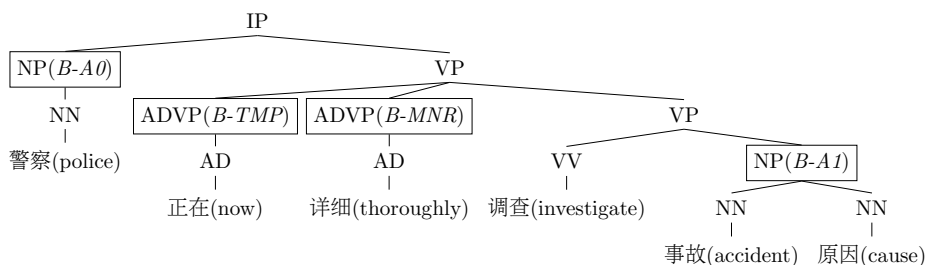 IP
NP(B-A0) VP
NN ADVP(B-TMP) ADVP(B-MNR) VP
警察(police) AD AD VV NP(B-A1)
正在(now) 详细(thoroughly) 调查(investigate) NN NN
事故(accident) 原因(cause)